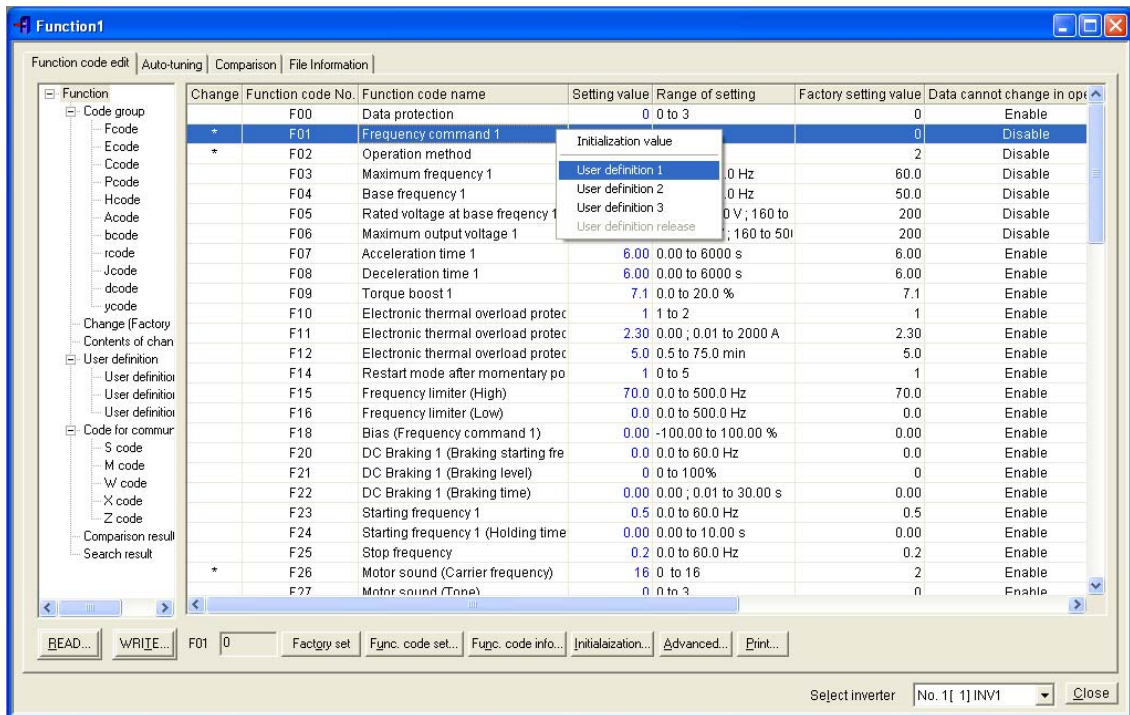 Function1
Function code edit Auto-tuning Comparison File Information
Function
Code group
Fcode
Ecode
Ccode
Pcode
Hcode
Acode
bcode
rcode
Jcode
dcode
ycode
Change (Factory
Contents of chan
User definition
User definition
User definition
User definition
Code for commun
S code
M code
W code
X code
Z code
Comparison result
Search result
Change Function code No. Function code name Setting value Range of setting Factory setting value Data cannot change in ope
F00 Data protection 0 0 to 3 0 Enable
* F01 Frequency command 1 0 Disable
* F02 Operation method 2 Disable
F03 Maximum frequency 1 .0 Hz 60.0 Disable
F04 Base frequency 1 .0 Hz 50.0 Disable
F05 Rated voltage at base freqency 1 0 V ; 160 to 200 Disable
F06 Maximum output voltage 1 ; 160 to 500 200 Disable
F07 Acceleration time 1 6.00 0.00 to 6000 s 6.00 Enable
F08 Deceleration time 1 6.00 0.00 to 6000 s 6.00 Enable
F09 Torque boost 1 7.1 0.0 to 20.0 % 7.1 Enable
F10 Electronic thermal overload protec 1 1 to 2 1 Enable
F11 Electronic thermal overload protec 2.30 0.00 ; 0.01 to 2000 A 2.30 Enable
F12 Electronic thermal overload protec 5.0 0.5 to 75.0 min 5.0 Enable
F14 Restart mode after momentary po 1 0 to 5 1 Enable
F15 Frequency limiter (High) 70.0 0.0 to 500.0 Hz 70.0 Enable
F16 Frequency limiter (Low) 0.0 0.0 to 500.0 Hz 0.0 Enable
F18 Bias (Frequency command 1) 0.00 -100.00 to 100.00 % 0.00 Enable
F20 DC Braking 1 (Braking starting fre 0.0 0.0 to 60.0 Hz 0.0 Enable
F21 DC Braking 1 (Braking level) 0 0 to 100% 0 Enable
F22 DC Braking 1 (Braking time) 0.00 0.00 ; 0.01 to 30.00 s 0.00 Enable
F23 Starting frequency 1 0.5 0.0 to 60.0 Hz 0.5 Enable
F24 Starting frequency 1 (Holding time 0.00 0.00 to 10.00 s 0.00 Enable
F25 Stop frequency 0.2 0.0 to 60.0 Hz 0.2 Enable
* F26 Motor sound (Carrier frequency) 16 0 to 16 2 Enable
F27 Motor sound (Tone) 0 0 to 3 0 Enable
Initialization value
User definition 1
User definition 2
User definition 3
User definition release
READ... WRITE... F01 0 Factory set Func. code set... Func. code info... Initialaization... Advanced... Print...
Select inverter No. 1[ 1] INV1 Close